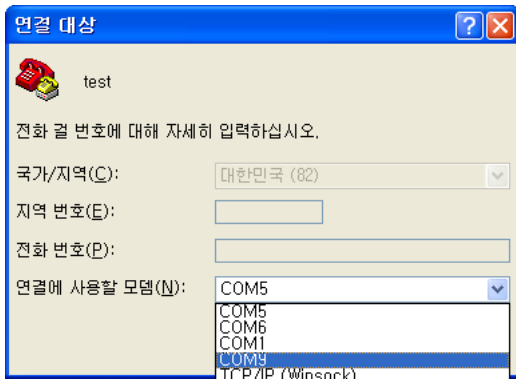 연결 대상
test
전화 걸 번호에 대해 자세히 입력하십시오.
국가/지역(C): 대한민국 (82)
지역 번호(E):
전화 번호(P):
연결에 사용할 모뎀(N): COM5
COM5
COM6
COM1
COM9
TCP/IP (Winsock)